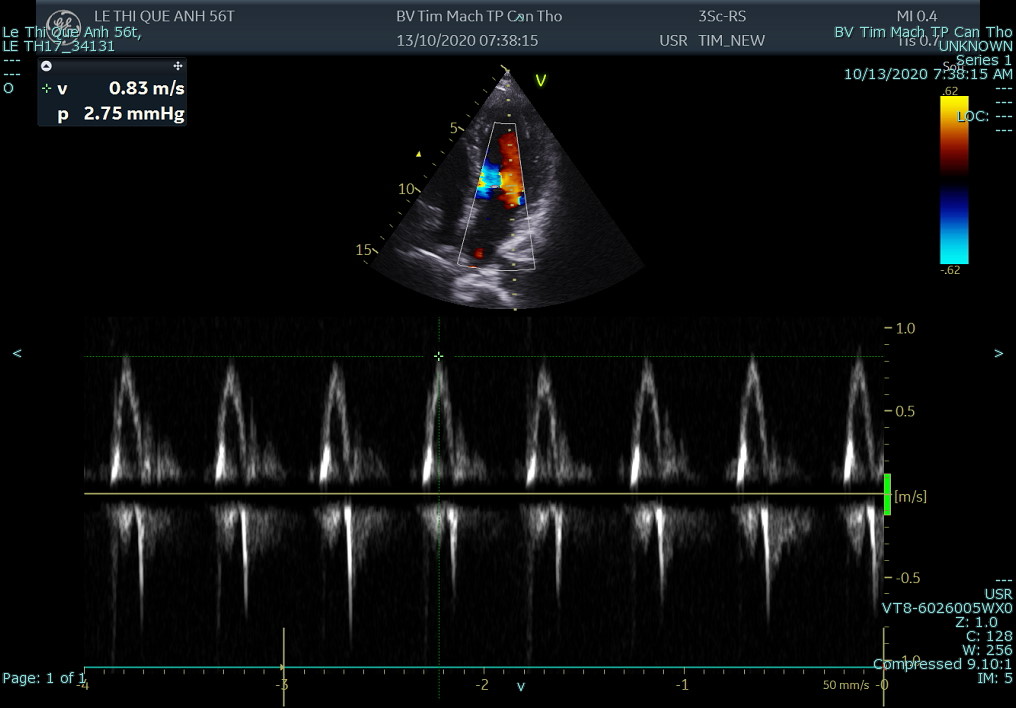 LE THI QUE ANH 56T
BV Tim Mach TP Can Tho
3Sc-RS
MI 0.4
Le Thi Que Anh 56t,
BV Tim Mach TP Can Tho
LE TH17_34131
13/10/2020 07:38:15
USR TIM_NEW
TIs 0.7
UNKNOWN
---
Series 1
---
10/13/2020 7:38:15 AM
O
---
LOC: ---
---
v 0.83 m/s
p 2.75 mmHg
V
5
10
15
.62
-.62
<
>
1.0
0.5
[m/s]
-0.5
---
USR
VT8-6026005WX0
Z: 1.0
C: 128
W: 256
Compressed 9.10:1
IM: 5
Page: 1 of 1
-4
-3
-2
v
-1
50 mm/s
-0